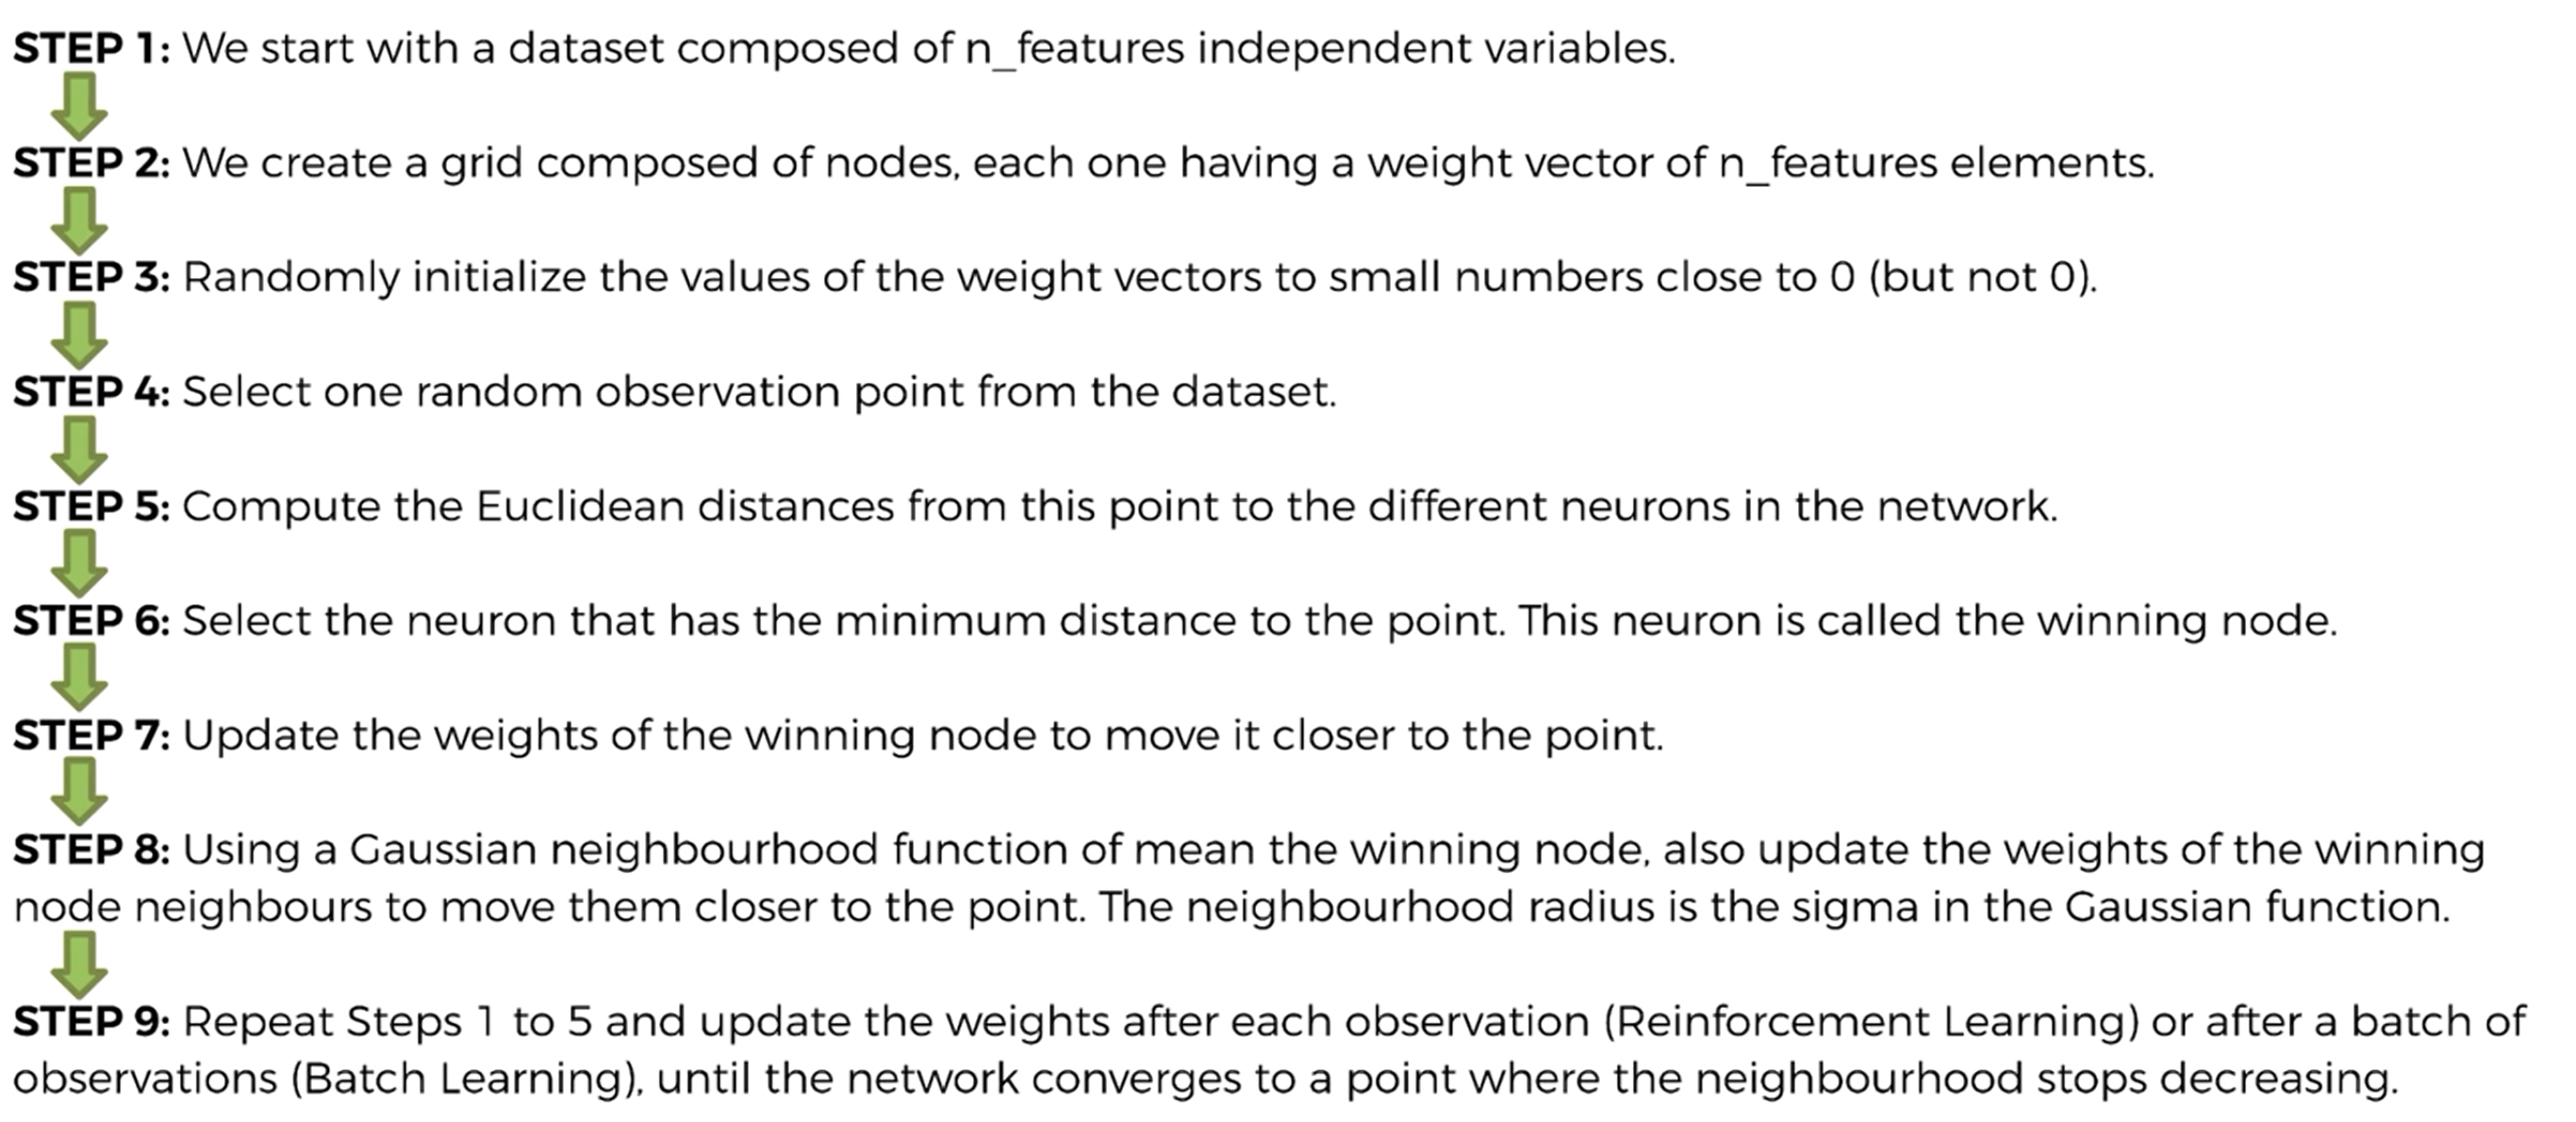 STEP 1: We start with a dataset composed of n_features independent variables.
STEP 2: We create a grid composed of nodes, each one having a weight vector of n_features elements.
STEP 3: Randomly initialize the values of the weight vectors to small numbers close to 0 (but not 0).
STEP 4: Select one random observation point from the dataset.
STEP 5: Compute the Euclidean distances from this point to the different neurons in the network.
STEP 6: Select the neuron that has the minimum distance to the point. This neuron is called the winning node.
STEP 7: Update the weights of the winning node to move it closer to the point.
STEP 8: Using a Gaussian neighbourhood function of mean the winning node, also update the weights of the winning
node neighbours to move them closer to the point. The neighbourhood radius is the sigma in the Gaussian function.
STEP 9: Repeat Steps 1 to 5 and update the weights after each observation (Reinforcement Learning) or after a batch of
observations (Batch Learning), until the network converges to a point where the neighbourhood stops decreasing.